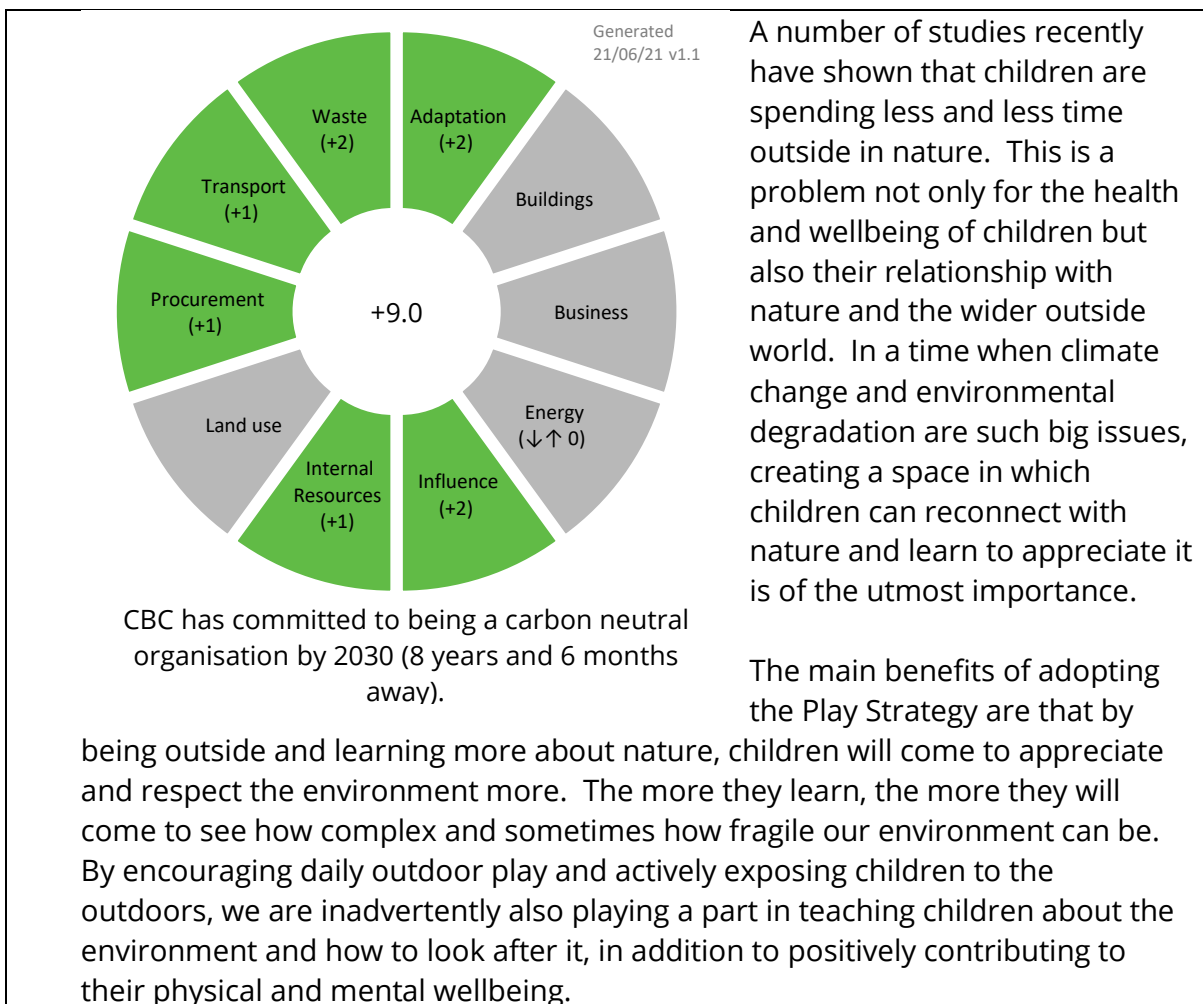 Generated
21/06/21 v1.1
Waste
(+2)
Adaptation
(+2)
Transport
(+1)
Buildings
Procurement
(+1)
+9.0
Business
Land use
Energy
(↓↑ 0)
Internal
Resources
(+1)
Influence
(+2)
CBC has committed to being a carbon neutral
organisation by 2030 (8 years and 6 months
away).
A number of studies recently
have shown that children are
spending less and less time
outside in nature.  This is a
problem not only for the health
and wellbeing of children but
also their relationship with
nature and the wider outside
world.  In a time when climate
change and environmental
degradation are such big issues,
creating a space in which
children can reconnect with
nature and learn to appreciate it
is of the utmost importance.
The main benefits of adopting
the Play Strategy are that by
being outside and learning more about nature, children will come to appreciate
and respect the environment more.  The more they learn, the more they will
come to see how complex and sometimes how fragile our environment can be.
By encouraging daily outdoor play and actively exposing children to the
outdoors, we are inadvertently also playing a part in teaching children about the
environment and how to look after it, in addition to positively contributing to
their physical and mental wellbeing.